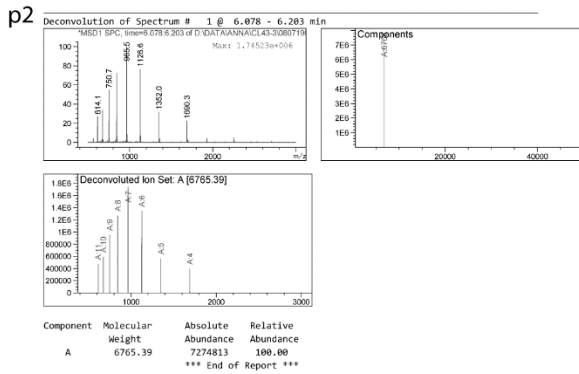 p2
Deconvolution of Spectrum # 1 @ 6.078 - 6.203 min
*MSD1 SPC, time=6.078:6.203 of D:\DATA\ANNA\CL43-3\0807190
Max: 1.74523e+006
100
80
60
40
20
0
614.1
750.7
965.5
1128.6
1352.0
1690.3
1000
2000
m/z
Components
7E6
6E6
5E6
4E6
3E6
2E6
1E6
20000
40000
Deconvoluted Ion Set: A [6765.39]
1.8E6
1.6E6
1.4E6
1.2E6
1E6
800000
600000
400000
200000
0
A:11
A:10
A:9
A:8
A:7
A:6
A:5
A:4
1000
2000
3000
Component Molecular Weight Absolute Abundance Relative Abundance
A 6765.39 7274813 100.00
*** End of Report ***